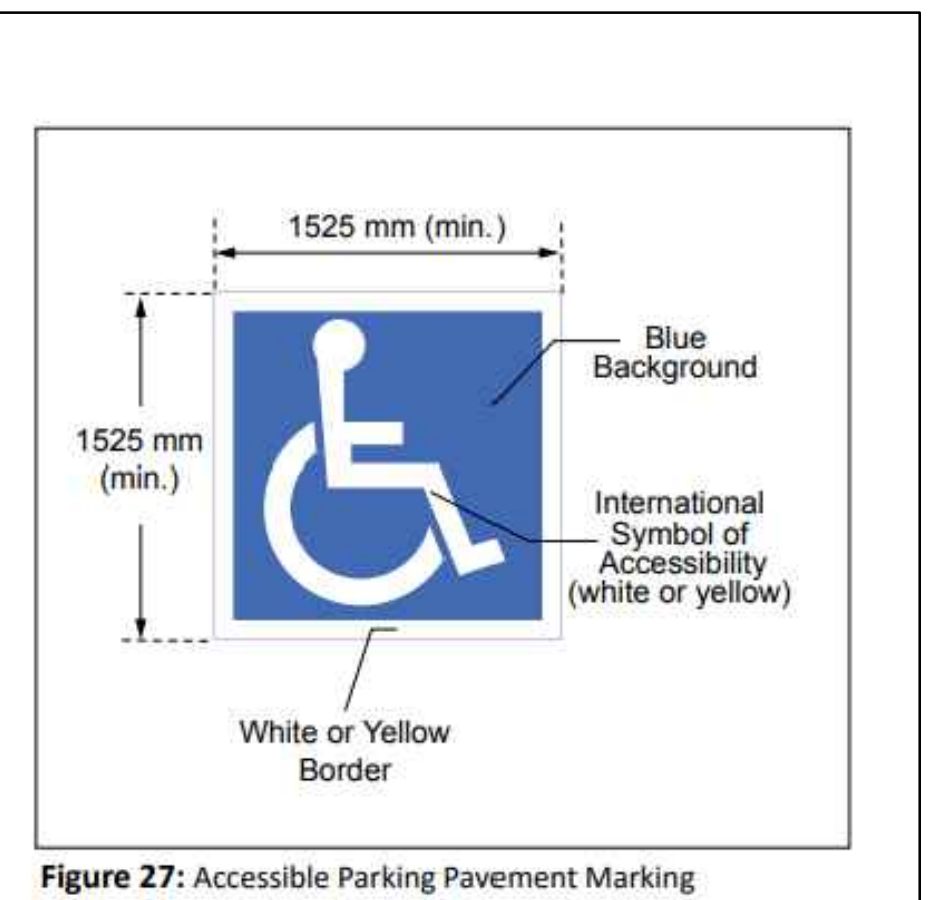 1525 mm (min.)
Blue
Background
1525 mm
(min.)
International
Symbol of
Accessibility
(white or yellow)
White or Yellow
Border
Figure 27: Accessible Parking Pavement Marking